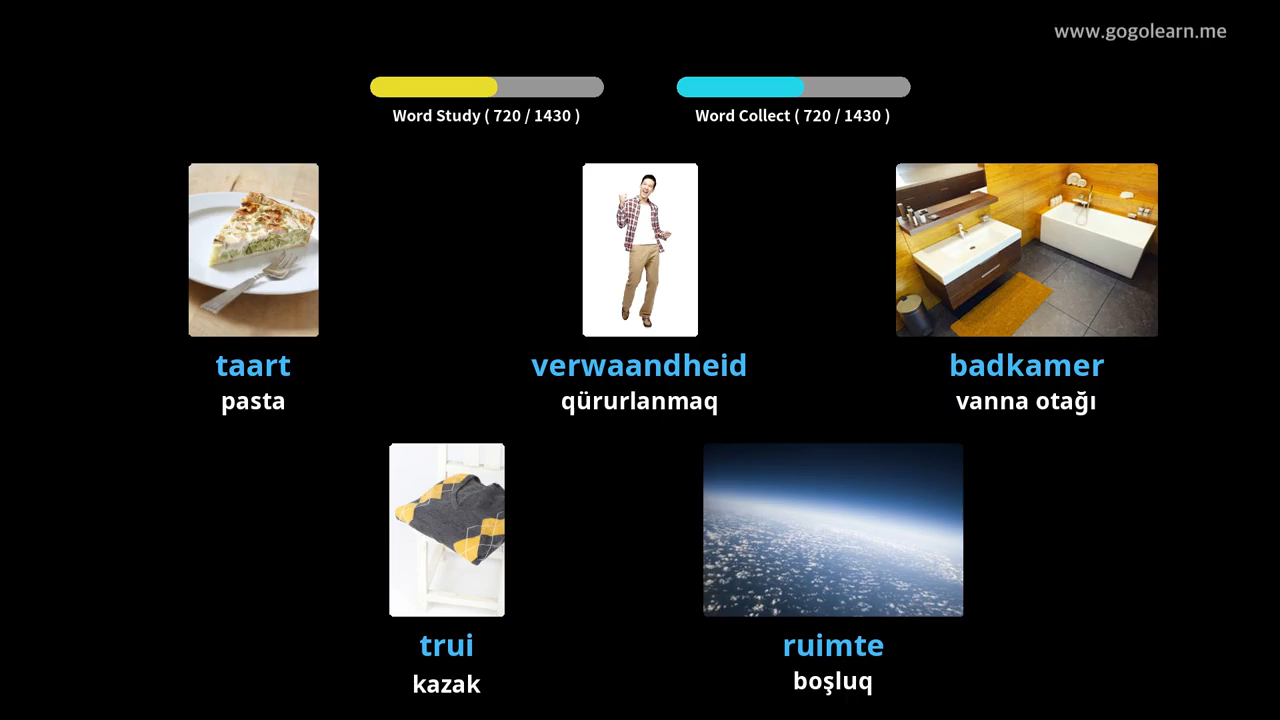 www.gogolearn.me
Word Study ( 720 / 1430 )
Word Collect ( 720 / 1430 )
taart
pasta
verwaandheid
qürurlanmaq
badkamer
vanna otağı
trui
kazak
ruimte
boşluq